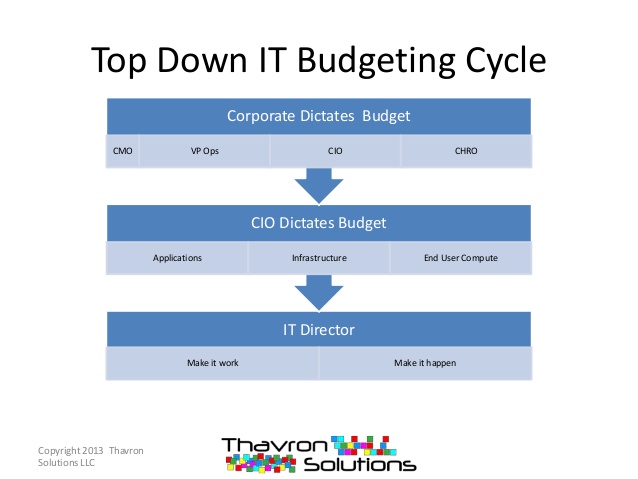 Top Down IT Budgeting Cycle
Corporate Dictates  Budget
CMO VP Ops CIO CHRO
CIO Dictates Budget
Applications Infrastructure End User Compute
IT Director
Make it work Make it happen
Copyright 2013  Thavron
Solutions LLC
Thavron
Solutions